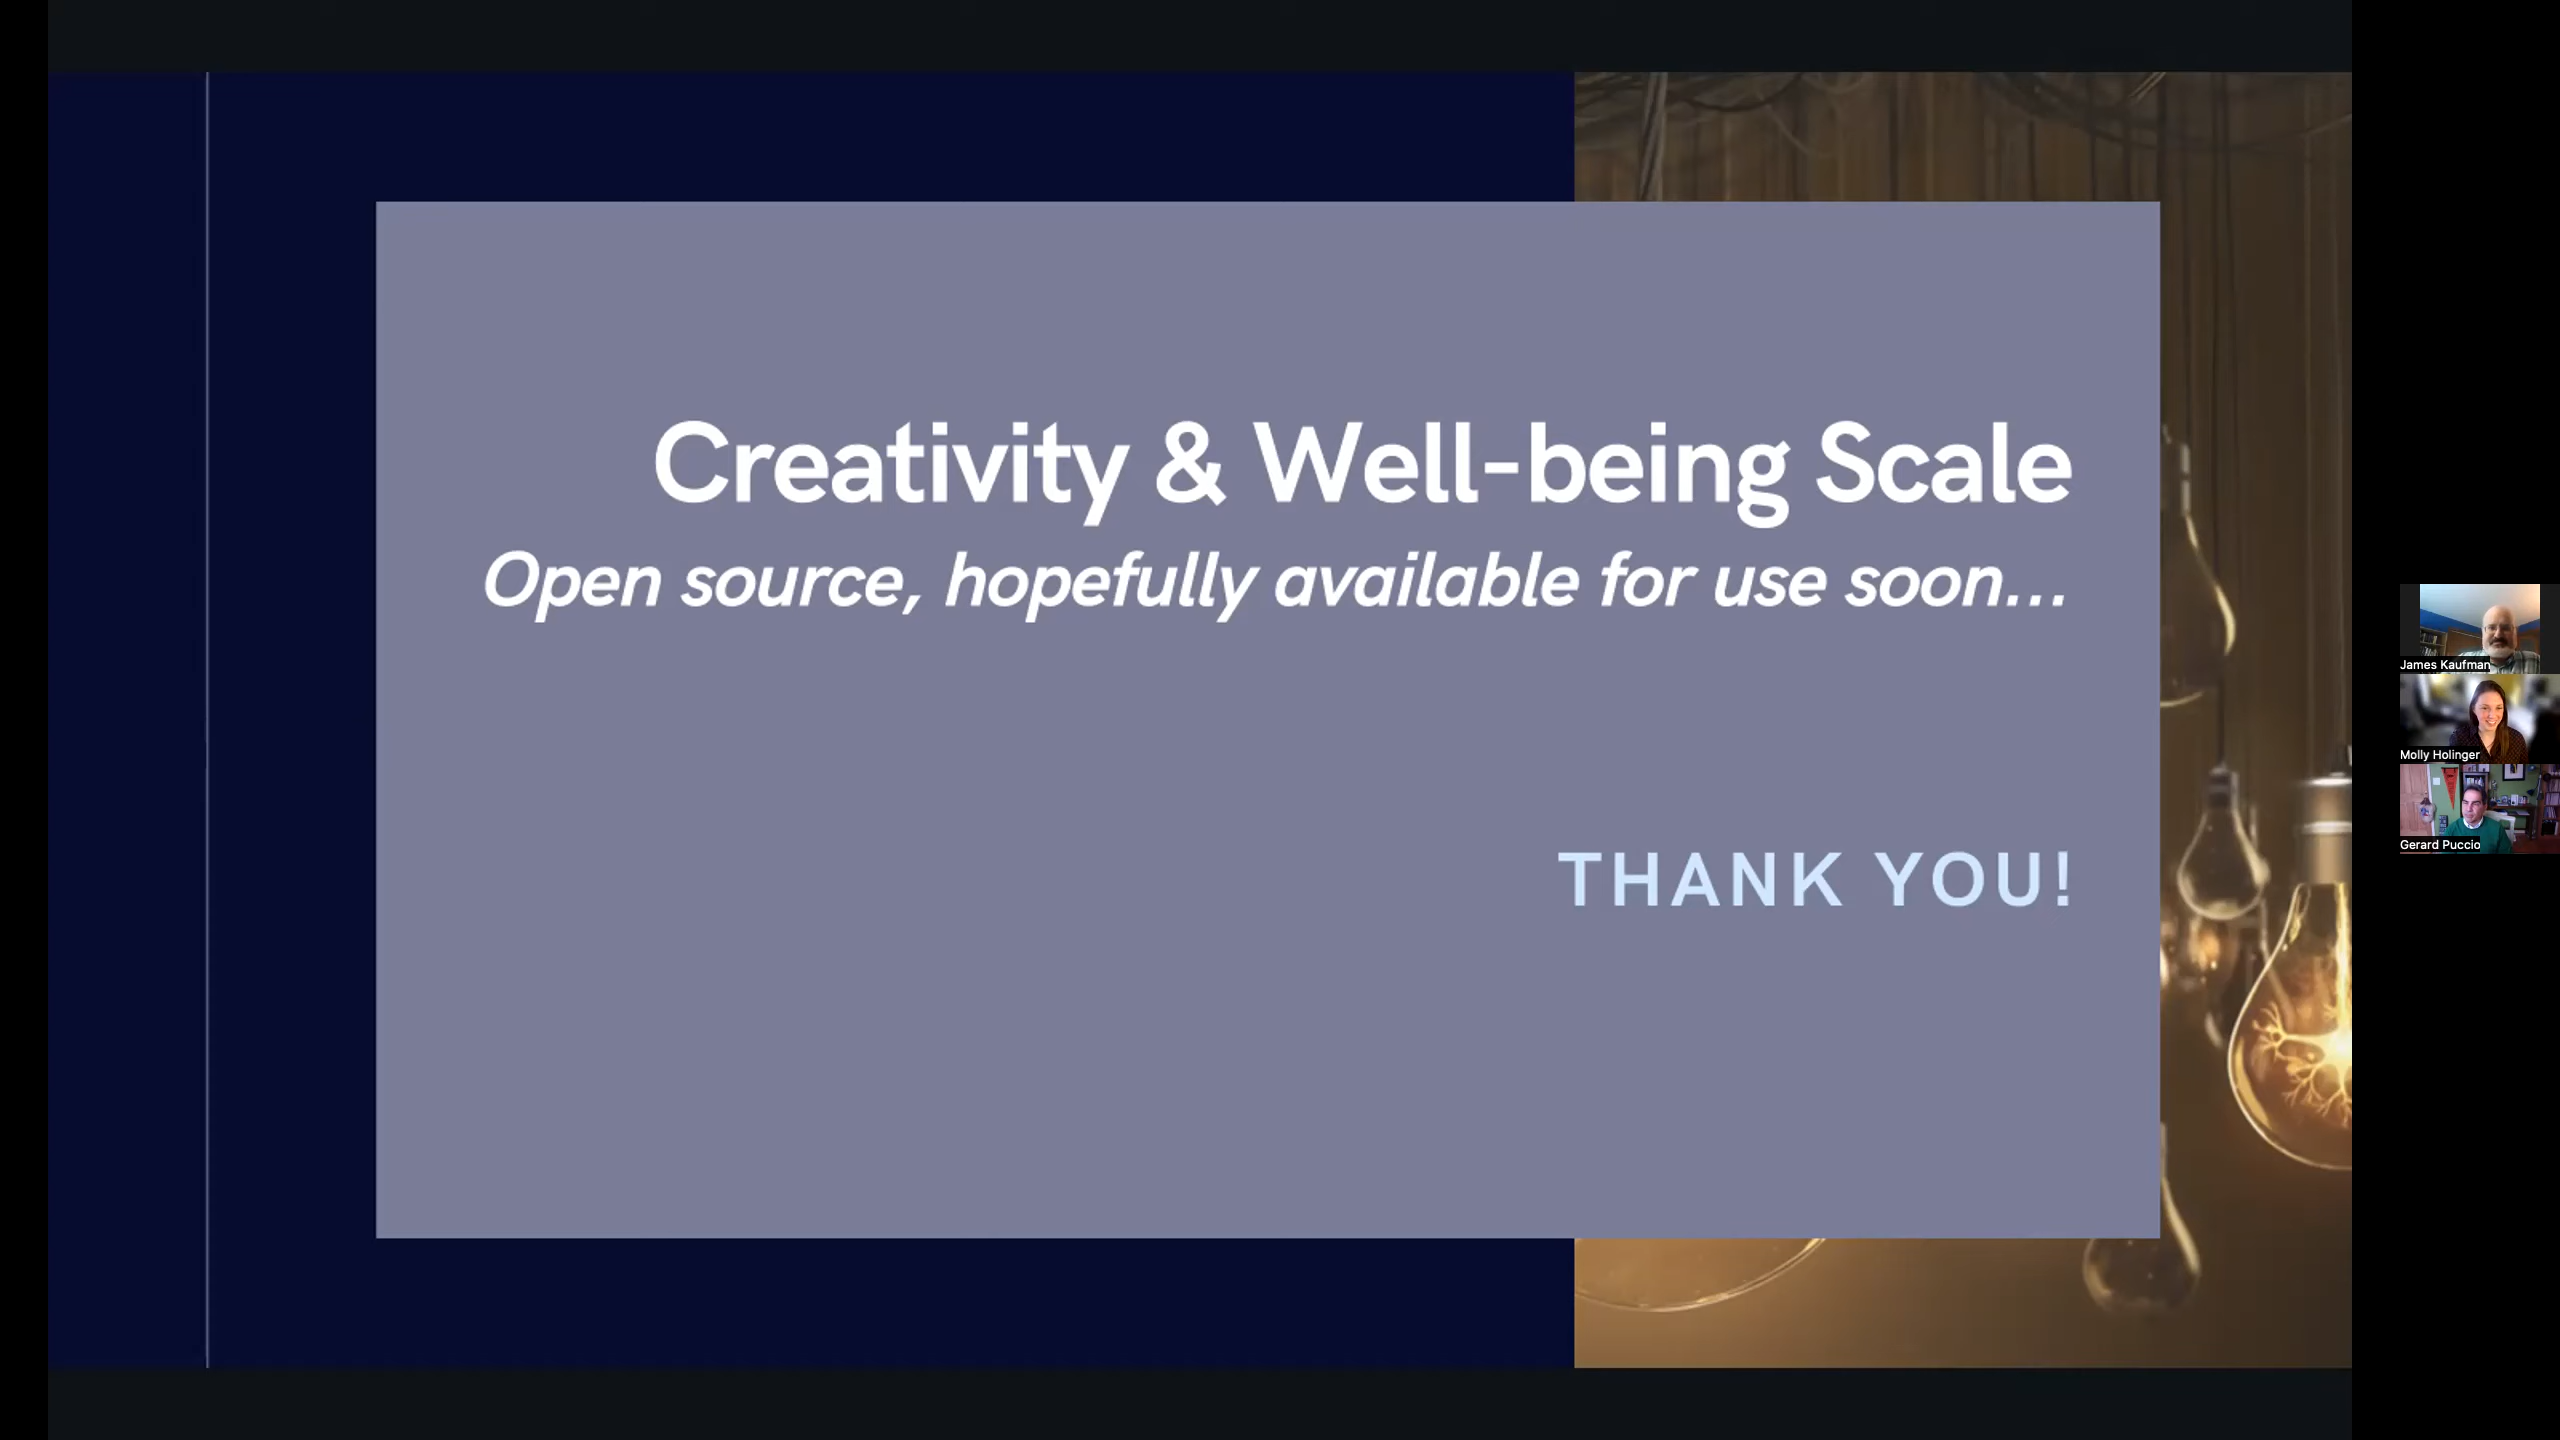 Creativity & Well-being Scale
Open source, hopefully available for use soon...
THANK YOU!
James Kaufman
Molly Holinger
Gerard Puccio